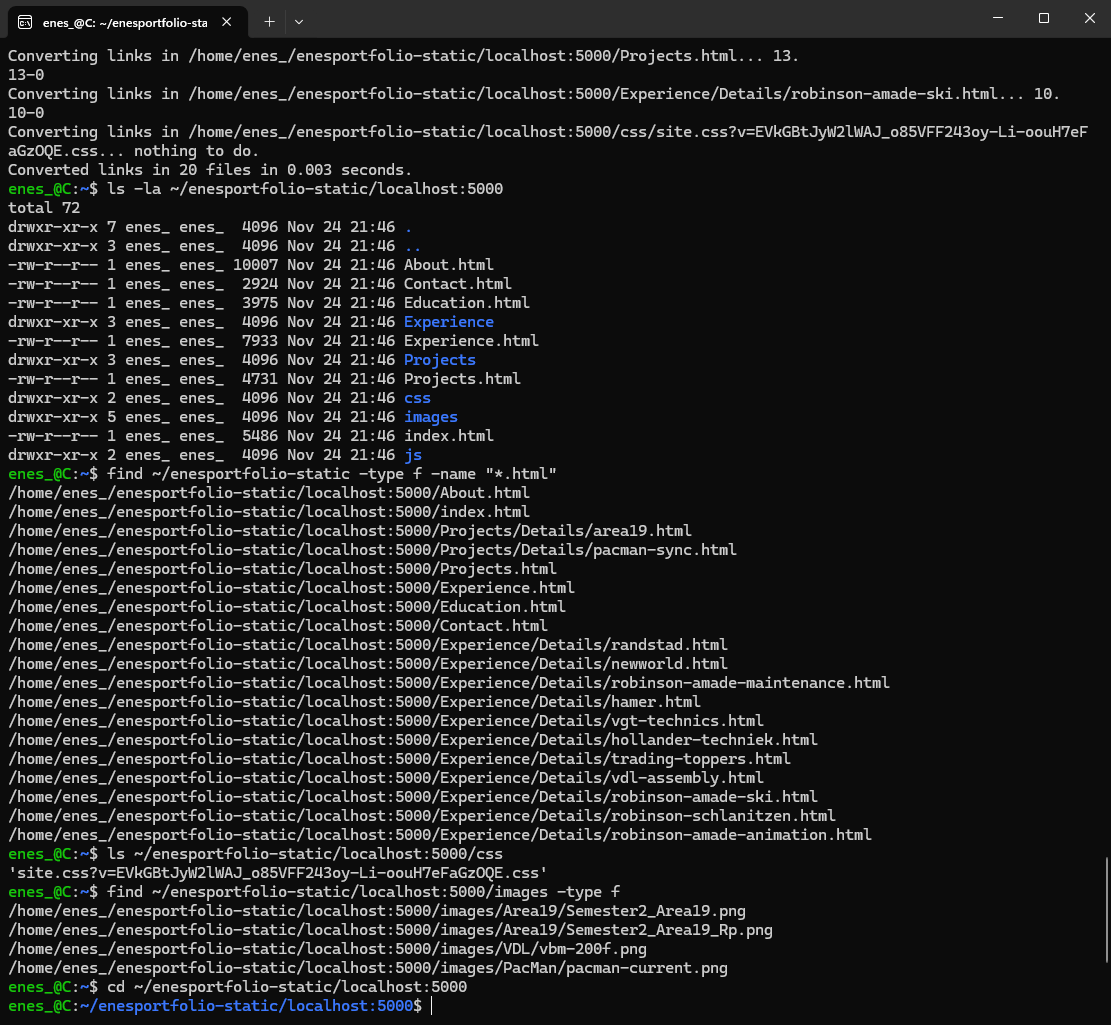 enes_@C: ~/enesportfolio-sta
Converting links in /home/enes_/enesportfolio-static/localhost:5000/Projects.html... 13.
13-0
Converting links in /home/enes_/enesportfolio-static/localhost:5000/Experience/Details/robinson-amade-ski.html... 10.
10-0
Converting links in /home/enes_/enesportfolio-static/localhost:5000/css/site.css?v=EVkGBtJyW2lWAJ_o85VFF243oy-Li-oouH7eF
aGzOQE.css... nothing to do.
Converted links in 20 files in 0.003 seconds.
enes_@C:~$ ls -la ~/enesportfolio-static/localhost:5000
total 72
drwxr-xr-x 7 enes_ enes_  4096 Nov 24 21:46 .
drwxr-xr-x 3 enes_ enes_  4096 Nov 24 21:46 ..
-rw-r--r-- 1 enes_ enes_ 10007 Nov 24 21:46 About.html
-rw-r--r-- 1 enes_ enes_  2924 Nov 24 21:46 Contact.html
-rw-r--r-- 1 enes_ enes_  3975 Nov 24 21:46 Education.html
drwxr-xr-x 3 enes_ enes_  4096 Nov 24 21:46 Experience
-rw-r--r-- 1 enes_ enes_  7933 Nov 24 21:46 Experience.html
drwxr-xr-x 3 enes_ enes_  4096 Nov 24 21:46 Projects
-rw-r--r-- 1 enes_ enes_  4731 Nov 24 21:46 Projects.html
drwxr-xr-x 2 enes_ enes_  4096 Nov 24 21:46 css
drwxr-xr-x 5 enes_ enes_  4096 Nov 24 21:46 images
-rw-r--r-- 1 enes_ enes_  5486 Nov 24 21:46 index.html
drwxr-xr-x 2 enes_ enes_  4096 Nov 24 21:46 js
enes_@C:~$ find ~/enesportfolio-static -type f -name "*.html"
/home/enes_/enesportfolio-static/localhost:5000/About.html
/home/enes_/enesportfolio-static/localhost:5000/index.html
/home/enes_/enesportfolio-static/localhost:5000/Projects/Details/area19.html
/home/enes_/enesportfolio-static/localhost:5000/Projects/Details/pacman-sync.html
/home/enes_/enesportfolio-static/localhost:5000/Projects.html
/home/enes_/enesportfolio-static/localhost:5000/Experience.html
/home/enes_/enesportfolio-static/localhost:5000/Education.html
/home/enes_/enesportfolio-static/localhost:5000/Contact.html
/home/enes_/enesportfolio-static/localhost:5000/Experience/Details/randstad.html
/home/enes_/enesportfolio-static/localhost:5000/Experience/Details/newworld.html
/home/enes_/enesportfolio-static/localhost:5000/Experience/Details/robinson-amade-maintenance.html
/home/enes_/enesportfolio-static/localhost:5000/Experience/Details/hamer.html
/home/enes_/enesportfolio-static/localhost:5000/Experience/Details/vgt-technics.html
/home/enes_/enesportfolio-static/localhost:5000/Experience/Details/hollander-techniek.html
/home/enes_/enesportfolio-static/localhost:5000/Experience/Details/trading-toppers.html
/home/enes_/enesportfolio-static/localhost:5000/Experience/Details/vdl-assembly.html
/home/enes_/enesportfolio-static/localhost:5000/Experience/Details/robinson-amade-ski.html
/home/enes_/enesportfolio-static/localhost:5000/Experience/Details/robinson-schlanitzen.html
/home/enes_/enesportfolio-static/localhost:5000/Experience/Details/robinson-amade-animation.html
enes_@C:~$ ls ~/enesportfolio-static/localhost:5000/css
'site.css?v=EVkGBtJyW2lWAJ_o85VFF243oy-Li-oouH7eFaGzOQE.css'
enes_@C:~$ find ~/enesportfolio-static/localhost:5000/images -type f
/home/enes_/enesportfolio-static/localhost:5000/images/Area19/Semester2_Area19.png
/home/enes_/enesportfolio-static/localhost:5000/images/Area19/Semester2_Area19_Rp.png
/home/enes_/enesportfolio-static/localhost:5000/images/VDL/vbm-200f.png
/home/enes_/enesportfolio-static/localhost:5000/images/PacMan/pacman-current.png
enes_@C:~$ cd ~/enesportfolio-static/localhost:5000
enes_@C:~/enesportfolio-static/localhost:5000$